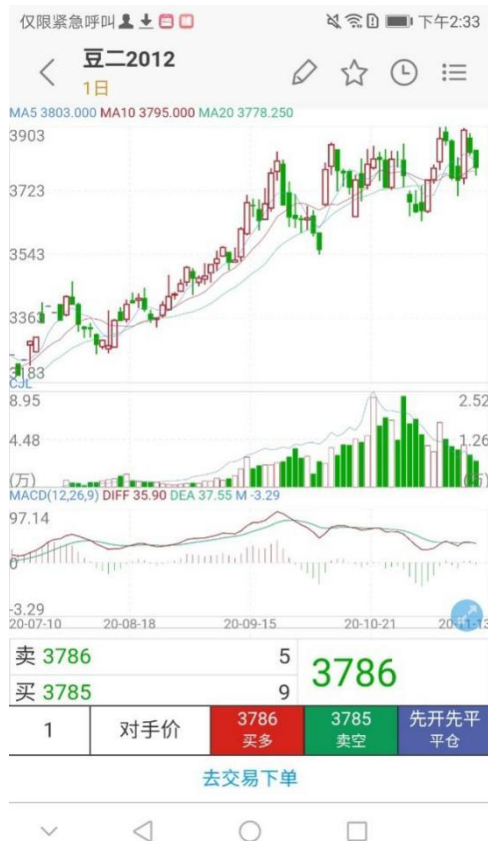 仅限紧急呼叫 下午2:33
豆二2012
1日
MA5 3803.000 MA10 3795.000 MA20 3778.250
3903
3723
3543
3363
3183
CJL
8.95 2.52
4.48 1.26
(万) (万)
MACD(12,26,9) DIFF 35.90 DEA 37.55 M -3.29
97.14
0
-3.29
20-07-10 20-08-18 20-09-15 20-10-21 20-11-13
卖 3786 5
买 3785 9
3786
1 对手价 3786 3785 先开先平
买多 卖空 平仓
去交易下单